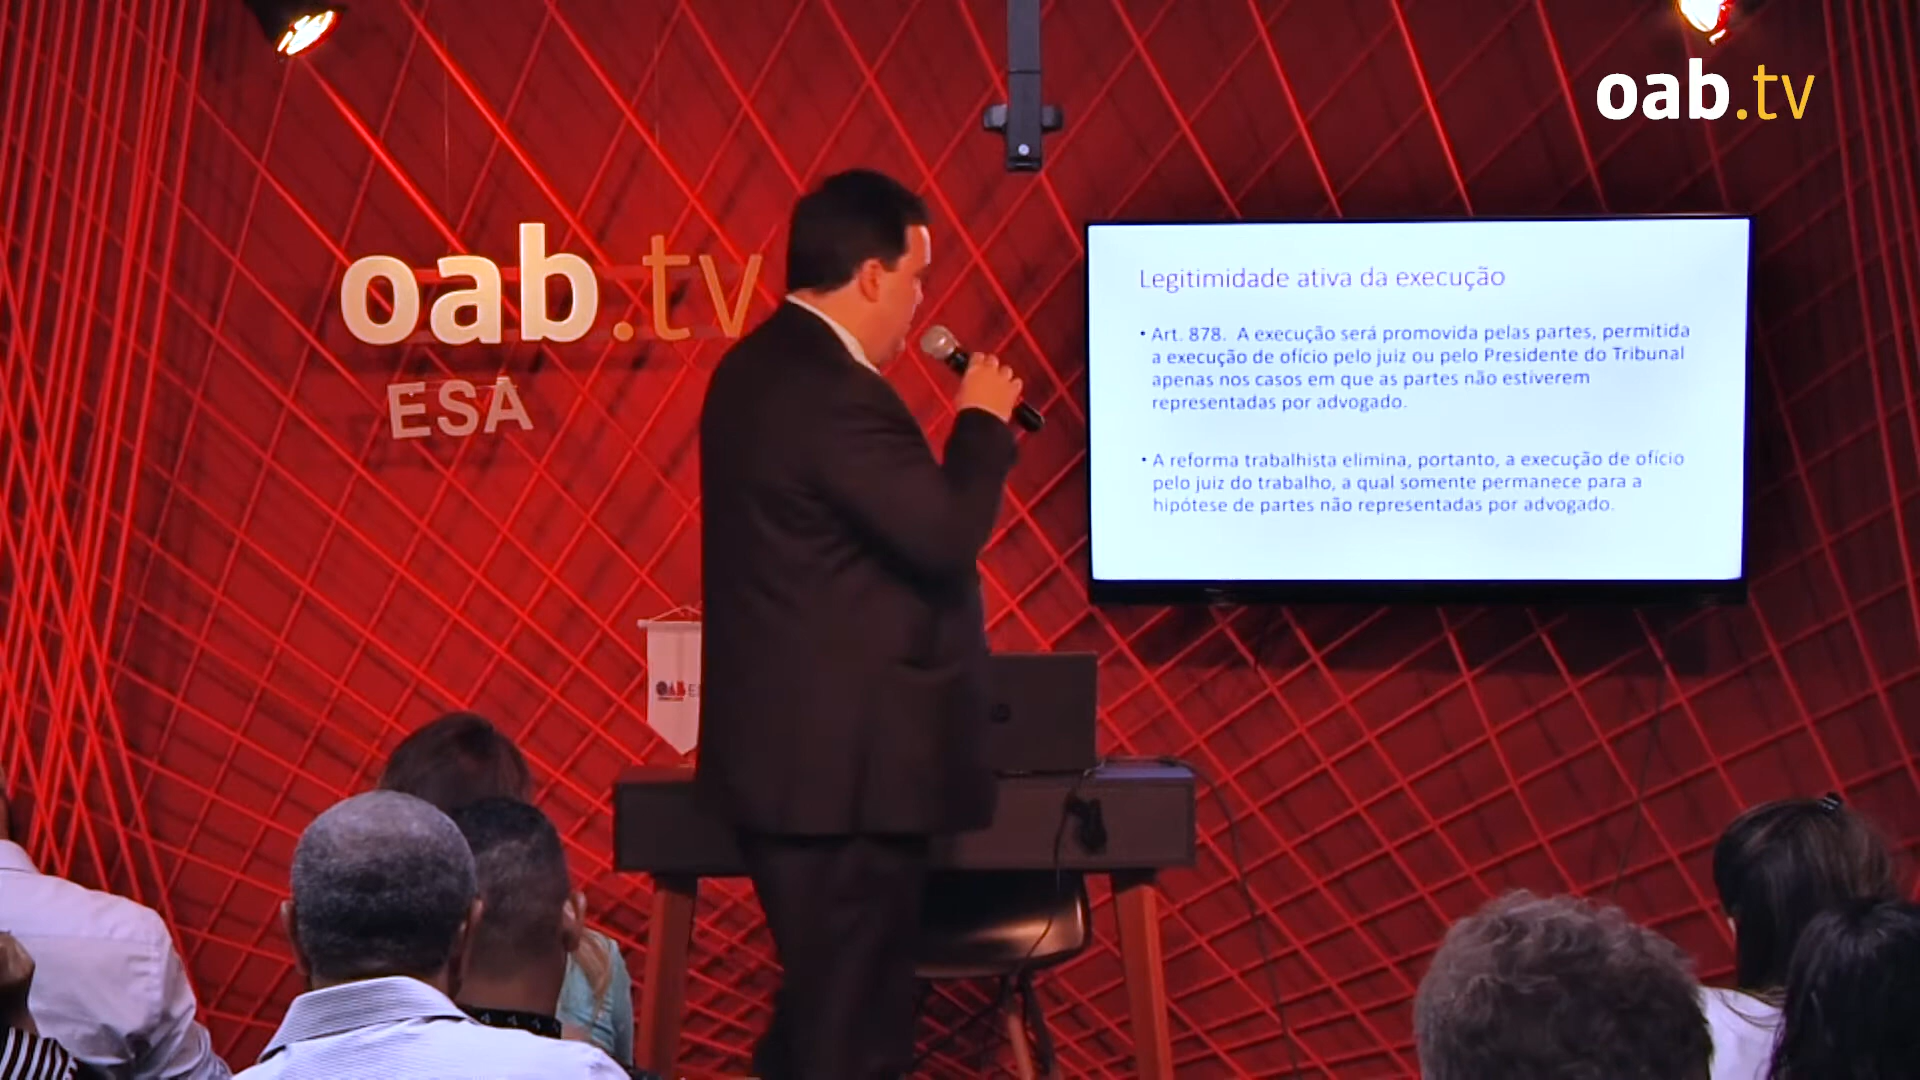 oab.tv
oab.tv
ESA
Legitimidade ativa da execução
• Art. 878. A execução será promovida pelas partes, permitida
a execução de ofício pelo juiz ou pelo Presidente do Tribunal
apenas nos casos em que as partes não estiverem
representadas por advogado.
• A reforma trabalhista elimina, portanto, a execução de ofício
pelo juiz do trabalho, a qual somente permanece para a
hipótese de partes não representadas por advogado.
OAB